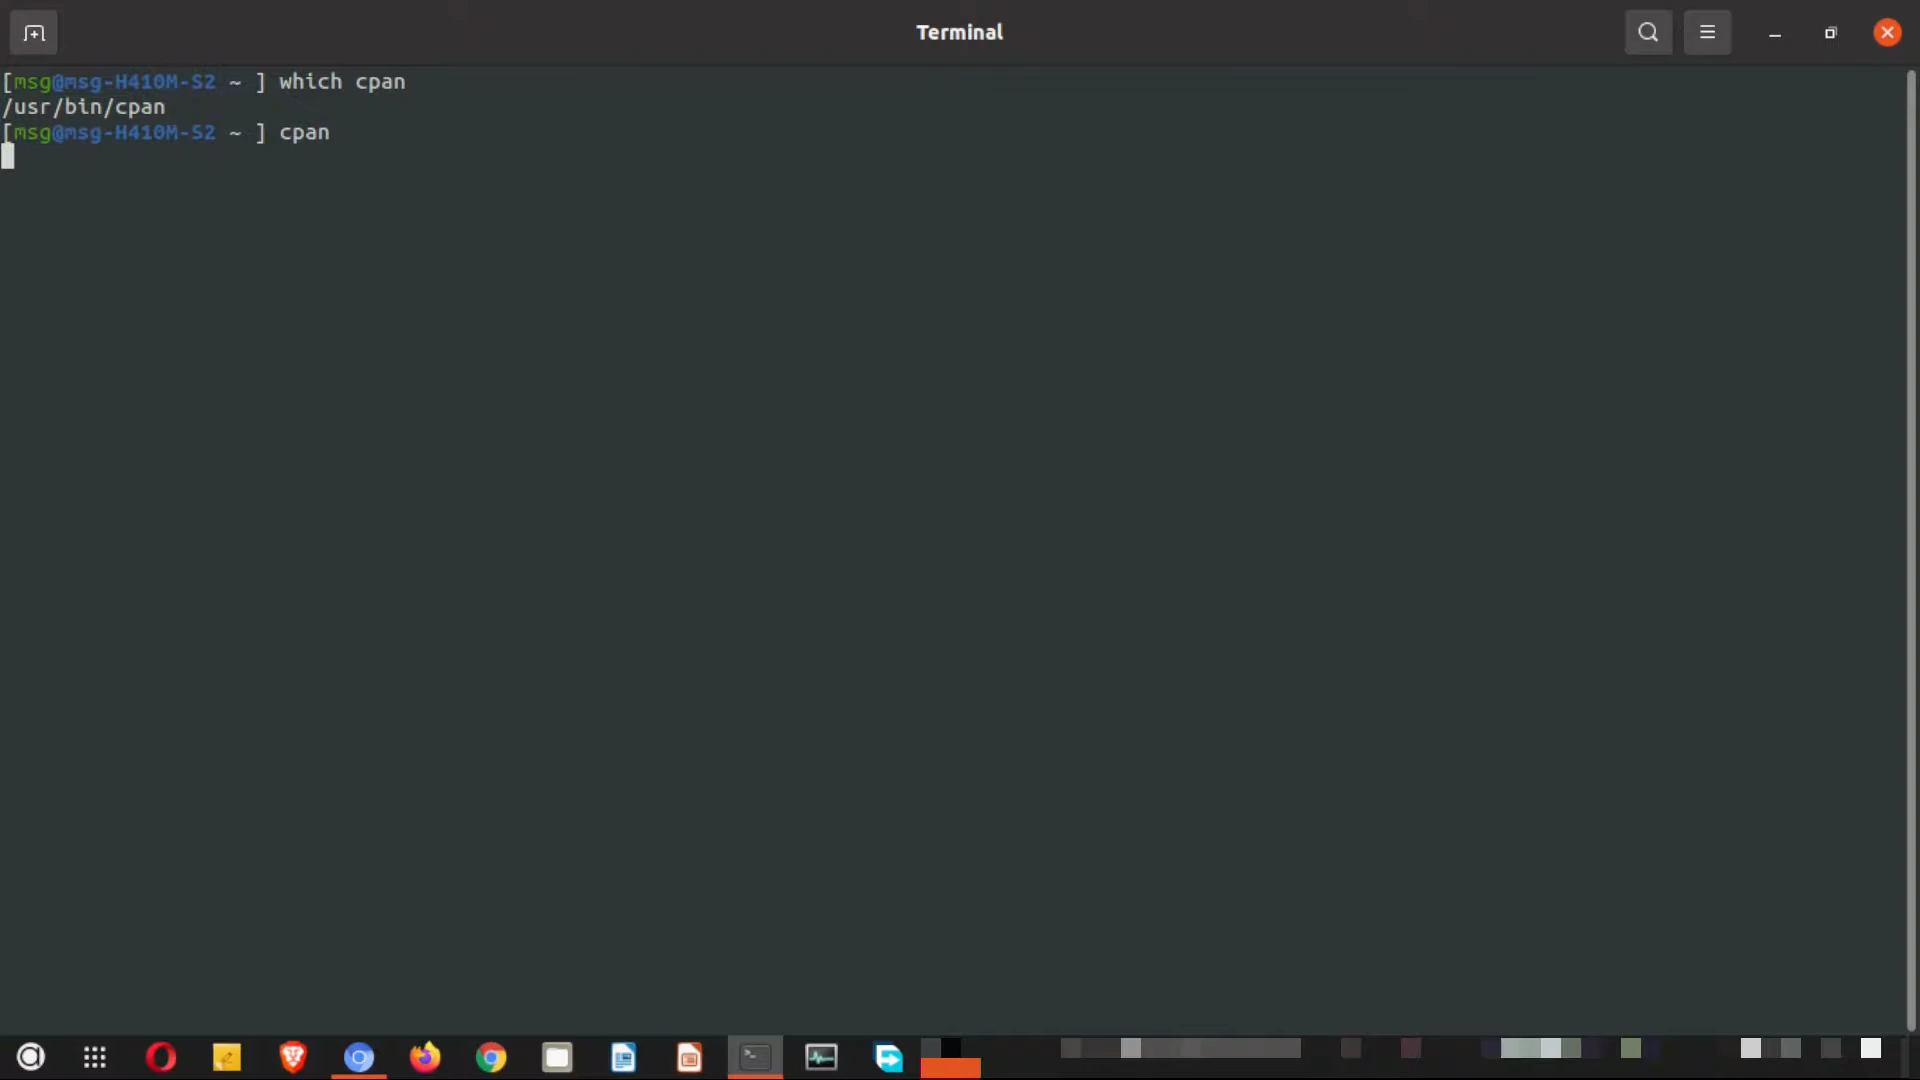 Terminal
[msg@msg-H410M-S2 ~ ] which cpan
/usr/bin/cpan
[msg@msg-H410M-S2 ~ ] cpan